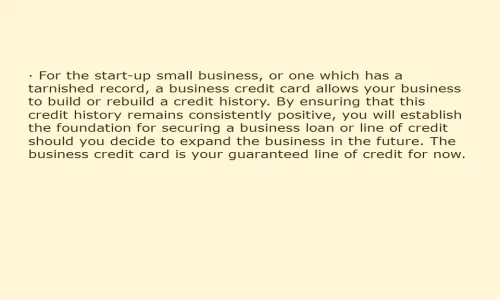 · For the start-up small business, or one which has a
tarnished record, a business credit card allows your business
to build or rebuild a credit history. By ensuring that this
credit history remains consistently positive, you will establish
the foundation for securing a business loan or line of credit
should you decide to expand the business in the future. The
business credit card is your guaranteed line of credit for now.